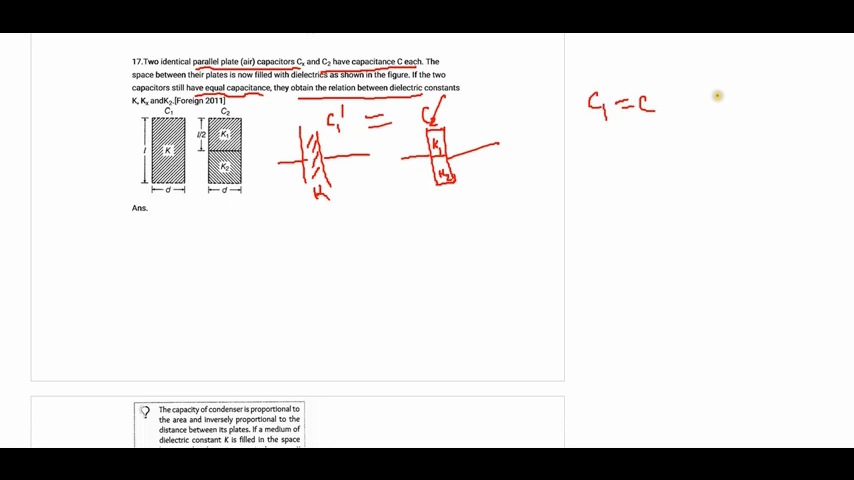 17.Two identical parallel plate (air) capacitors Cₓ and C2 have capacitance C each. The
space between their plates is now filled with dielectrics as shown in the figure. If the two
capacitors still have equal capacitance, they obtain the relation between dielectric constants
K, Kₓ andK2.[Foreign 2011]
C₁ C₂
l K l/2 K₁ K₂
d d
C₁' = C₂'
K K₁ K₂
C₁ = C
Ans.
The capacity of condenser is proportional to
the area and inversely proportional to the
distance between its plates. If a medium of
dielectric constant K is filled in the space